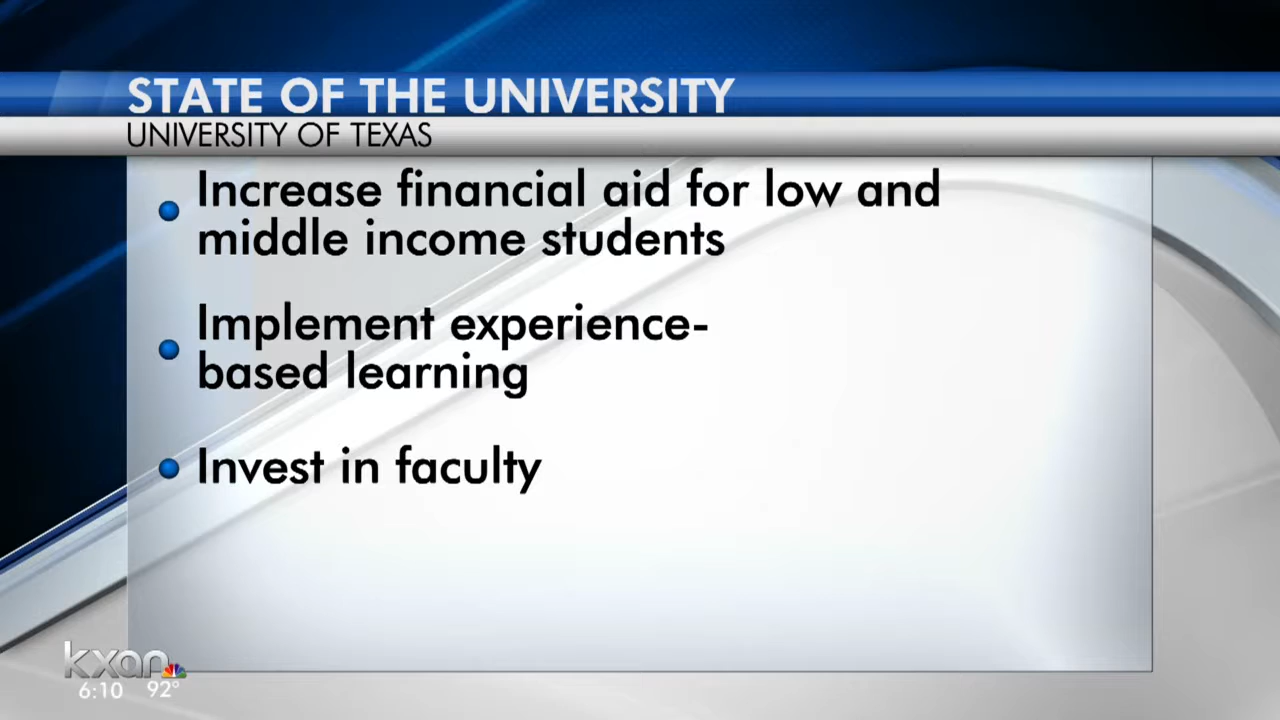 STATE OF THE UNIVERSITY
UNIVERSITY OF TEXAS
Increase financial aid for low and
middle income students
Implement experience-
based learning
Invest in faculty
kxan
6:10 92°